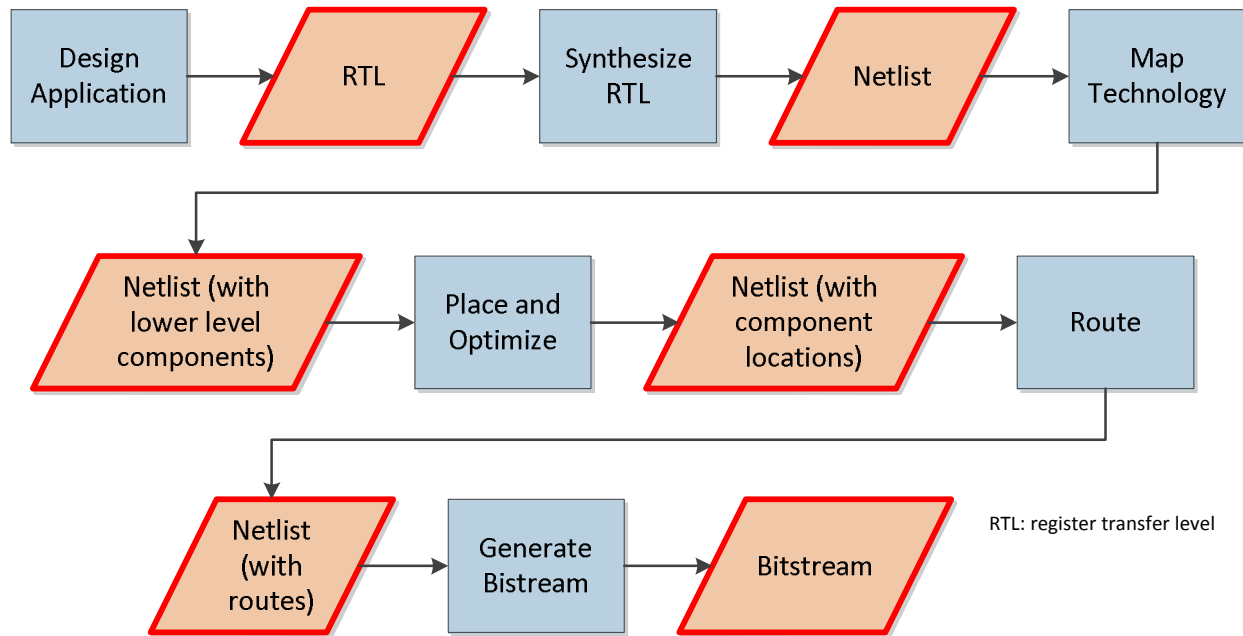 Design
Application
RTL
Synthesize
RTL
Netlist
Map
Technology
Netlist (with
lower level
components)
Place and
Optimize
Netlist (with
component
locations)
Route
Netlist
(with
routes)
Generate
Bistream
Bitstream
RTL: register transfer level